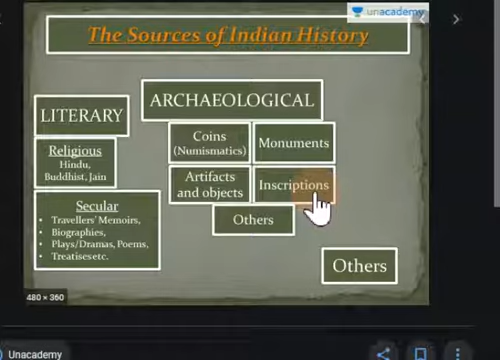 unacademy
The Sources of Indian History
LITERARY
Religious
Hindu,
Buddhist, Jain
Secular
• Travellers' Memoirs,
• Biographies,
• Plays/Dramas, Poems,
• Treatises etc.
ARCHAEOLOGICAL
Coins
(Numismatics)
Monuments
Artifacts
and objects
Inscriptions
Others
Others
480 × 360
Unacademy